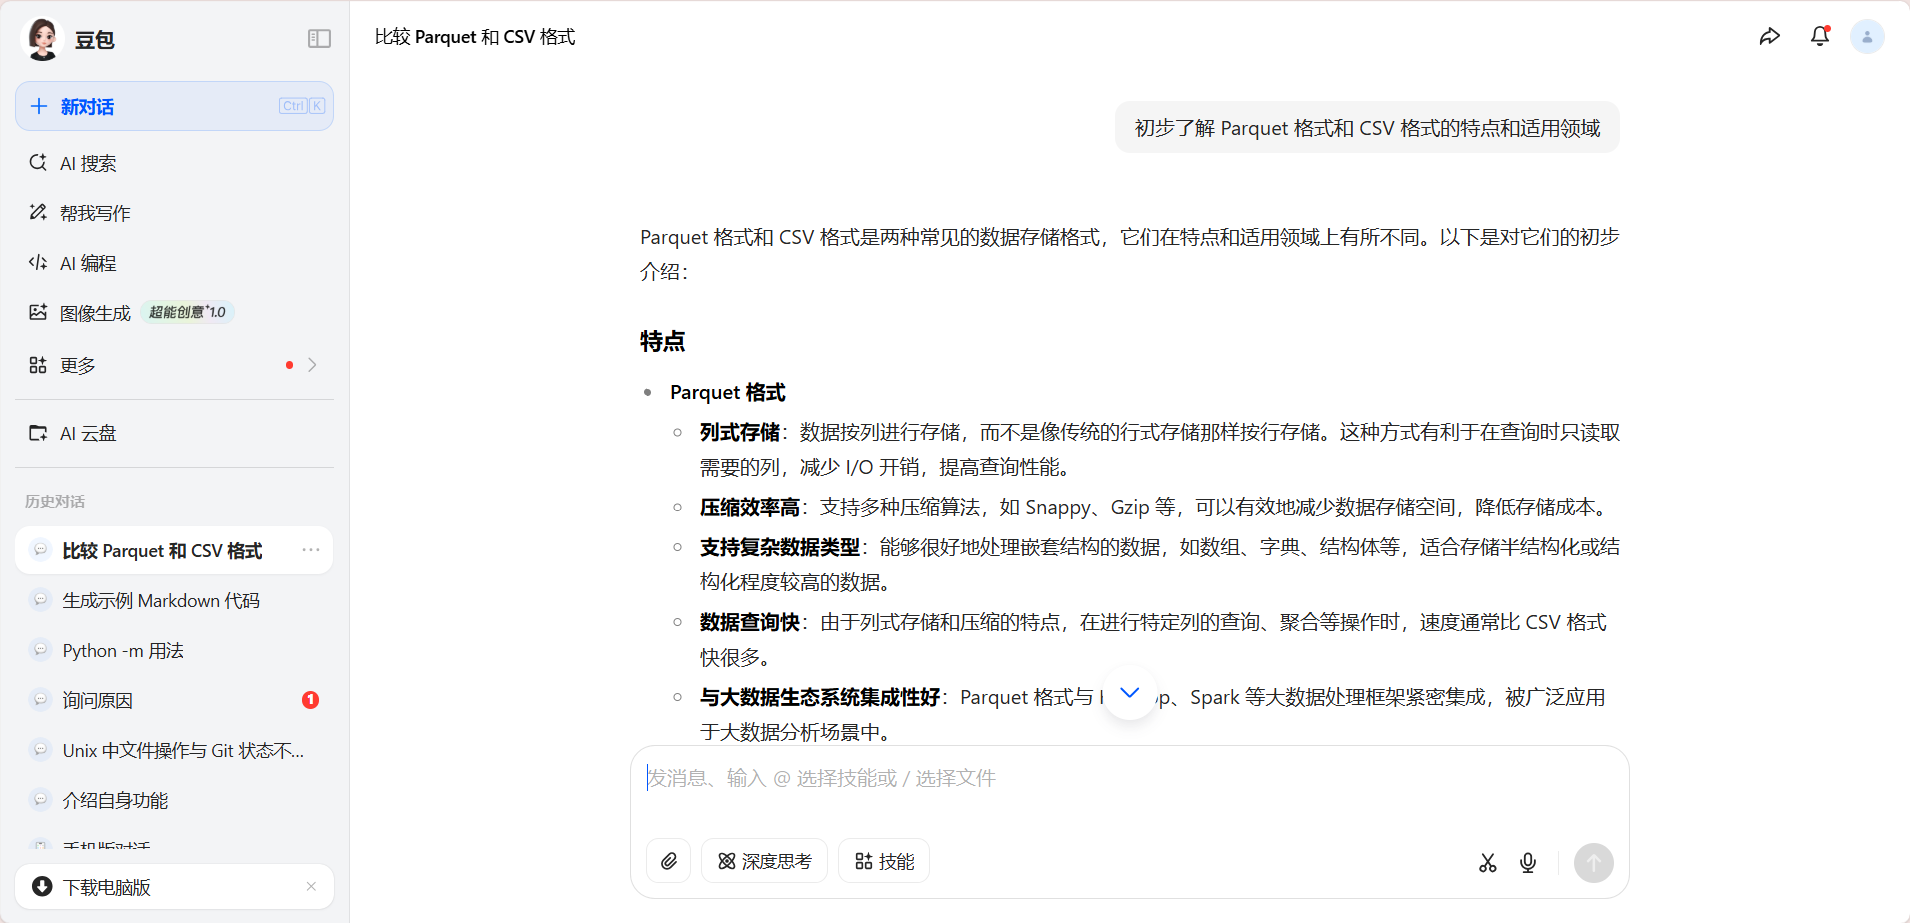 豆包
新对话
Ctrl K
AI 搜索
帮我写作
AI 编程
图像生成 超能创意+1.0
更多
AI 云盘
历史对话
比较 Parquet 和 CSV 格式
生成示例 Markdown 代码
Python -m 用法
询问原因 1
Unix 中文件操作与 Git 状态不...
介绍自身功能
手机版对话
下载电脑版
比较 Parquet 和 CSV 格式
初步了解 Parquet 格式和 CSV 格式的特点和适用领域
Parquet 格式和 CSV 格式是两种常见的数据存储格式，它们在特点和适用领域上有所不同。以下是对它们的初步
介绍：
特点
Parquet 格式
列式存储：数据按列进行存储，而不是像传统的行式存储那样按行存储。这种方式有利于在查询时只读取
需要的列，减少 I/O 开销，提高查询性能。
压缩效率高：支持多种压缩算法，如 Snappy、Gzip 等，可以有效地减少数据存储空间，降低存储成本。
支持复杂数据类型：能够很好地处理嵌套结构的数据，如数组、字典、结构体等，适合存储半结构化或结
构化程度较高的数据。
数据查询快：由于列式存储和压缩的特点，在进行特定列的查询、聚合等操作时，速度通常比 CSV 格式
快很多。
与大数据生态系统集成性好：Parquet 格式与 、Spark 等大数据处理框架紧密集成，被广泛应用
于大数据分析场景中。
发消息、输入 @ 选择技能或 / 选择文件
深度思考
技能